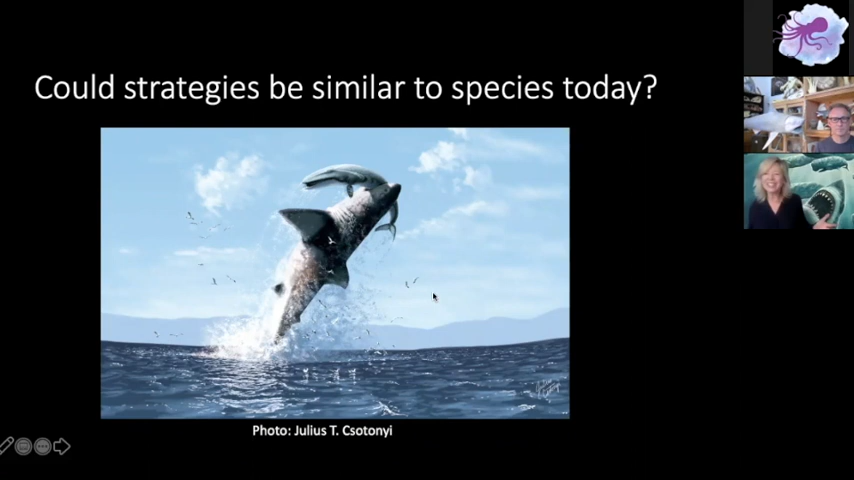 Could strategies be similar to species today?
Photo: Julius T. Csotonyi